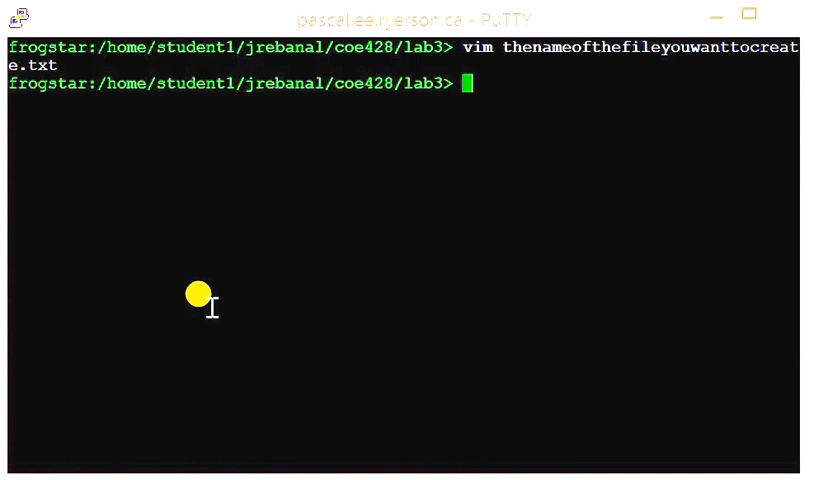 pascal.ee.ryerson.ca - PuTTY
frogstar:/home/student1/jrebanal/coe428/lab3> vim thenameofthefileyouwanttocreat
e.txt
frogstar:/home/student1/jrebanal/coe428/lab3>